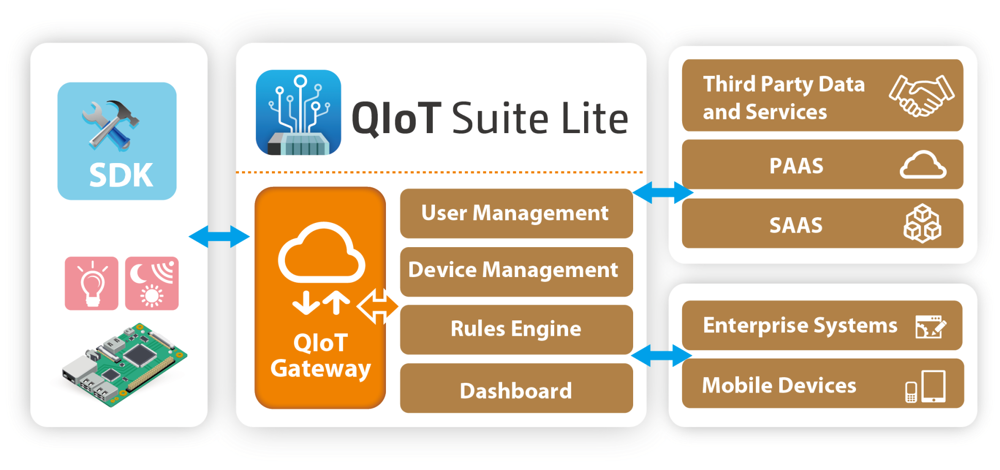 SDK
QIoT Suite Lite
QIoT
Gateway
User Management
Device Management
Rules Engine
Dashboard
Third Party Data
and Services
PAAS
SAAS
Enterprise Systems
Mobile Devices